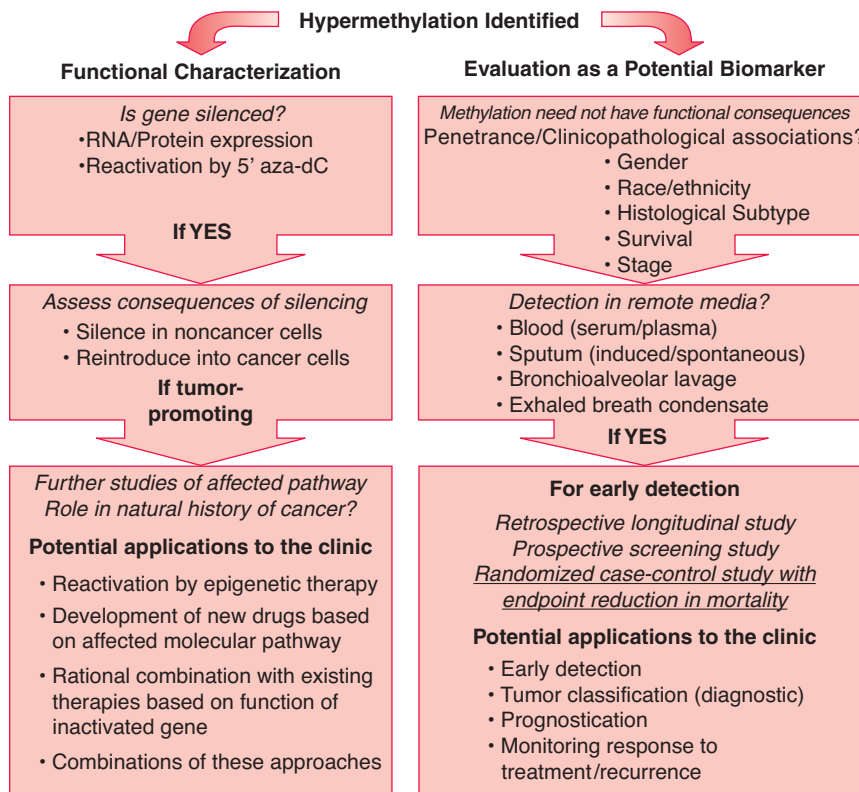 Hypermethylation Identified
Functional Characterization
Is gene silenced?
•RNA/Protein expression
•Reactivation by 5' aza-dC
If YES
Assess consequences of silencing
• Silence in noncancer cells
• Reintroduce into cancer cells
If tumor-
promoting
Further studies of affected pathway
Role in natural history of cancer?
Potential applications to the clinic
• Reactivation by epigenetic therapy
• Development of new drugs based
on affected molecular pathway
• Rational combination with existing
therapies based on function of
inactivated gene
• Combinations of these approaches
Evaluation as a Potential Biomarker
Methylation need not have functional consequences
Penetrance/Clinicopathological associations?
• Gender
• Race/ethnicity
• Histological Subtype
• Survival
• Stage
Detection in remote media?
• Blood (serum/plasma)
• Sputum (induced/spontaneous)
• Bronchioalveolar lavage
• Exhaled breath condensate
If YES
For early detection
Retrospective longitudinal study
Prospective screening study
Randomized case-control study with
endpoint reduction in mortality
Potential applications to the clinic
• Early detection
• Tumor classification (diagnostic)
• Prognostication
• Monitoring response to
treatment/recurrence